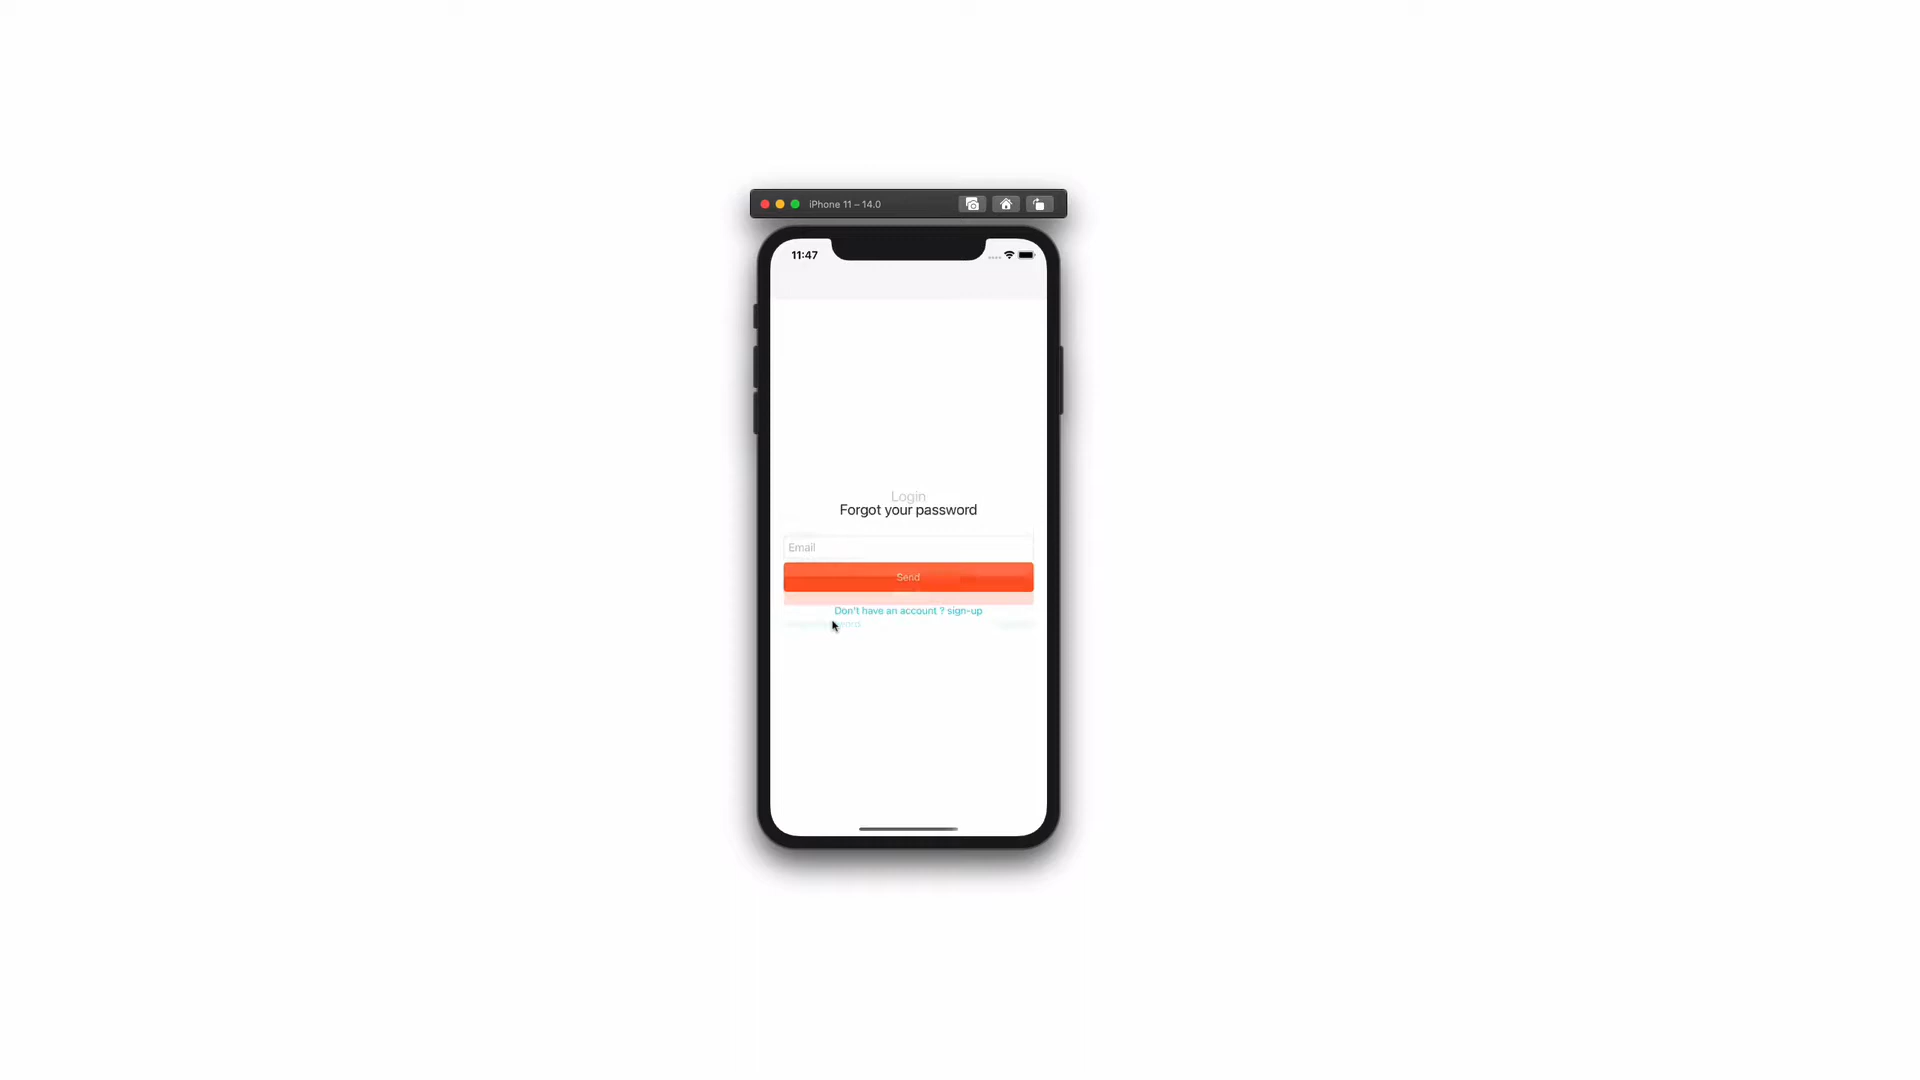 iPhone 11 – 14.0
11:47
Login
Forgot your password
Email
Send
Don't have an account ? sign-up